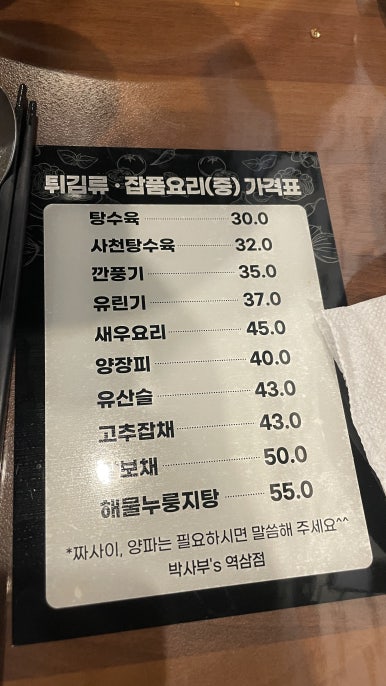 튀김류 · 잡품요리(중) 가격표
탕수육 30.0
사천탕수육 32.0
깐풍기 35.0
유린기 37.0
새우요리 45.0
양장피 40.0
유산슬 43.0
고추잡채 43.0
보채 50.0
해물누룽지탕 55.0
*짜사이, 양파는 필요하시면 말씀해 주세요^^
박사부's 역삼점